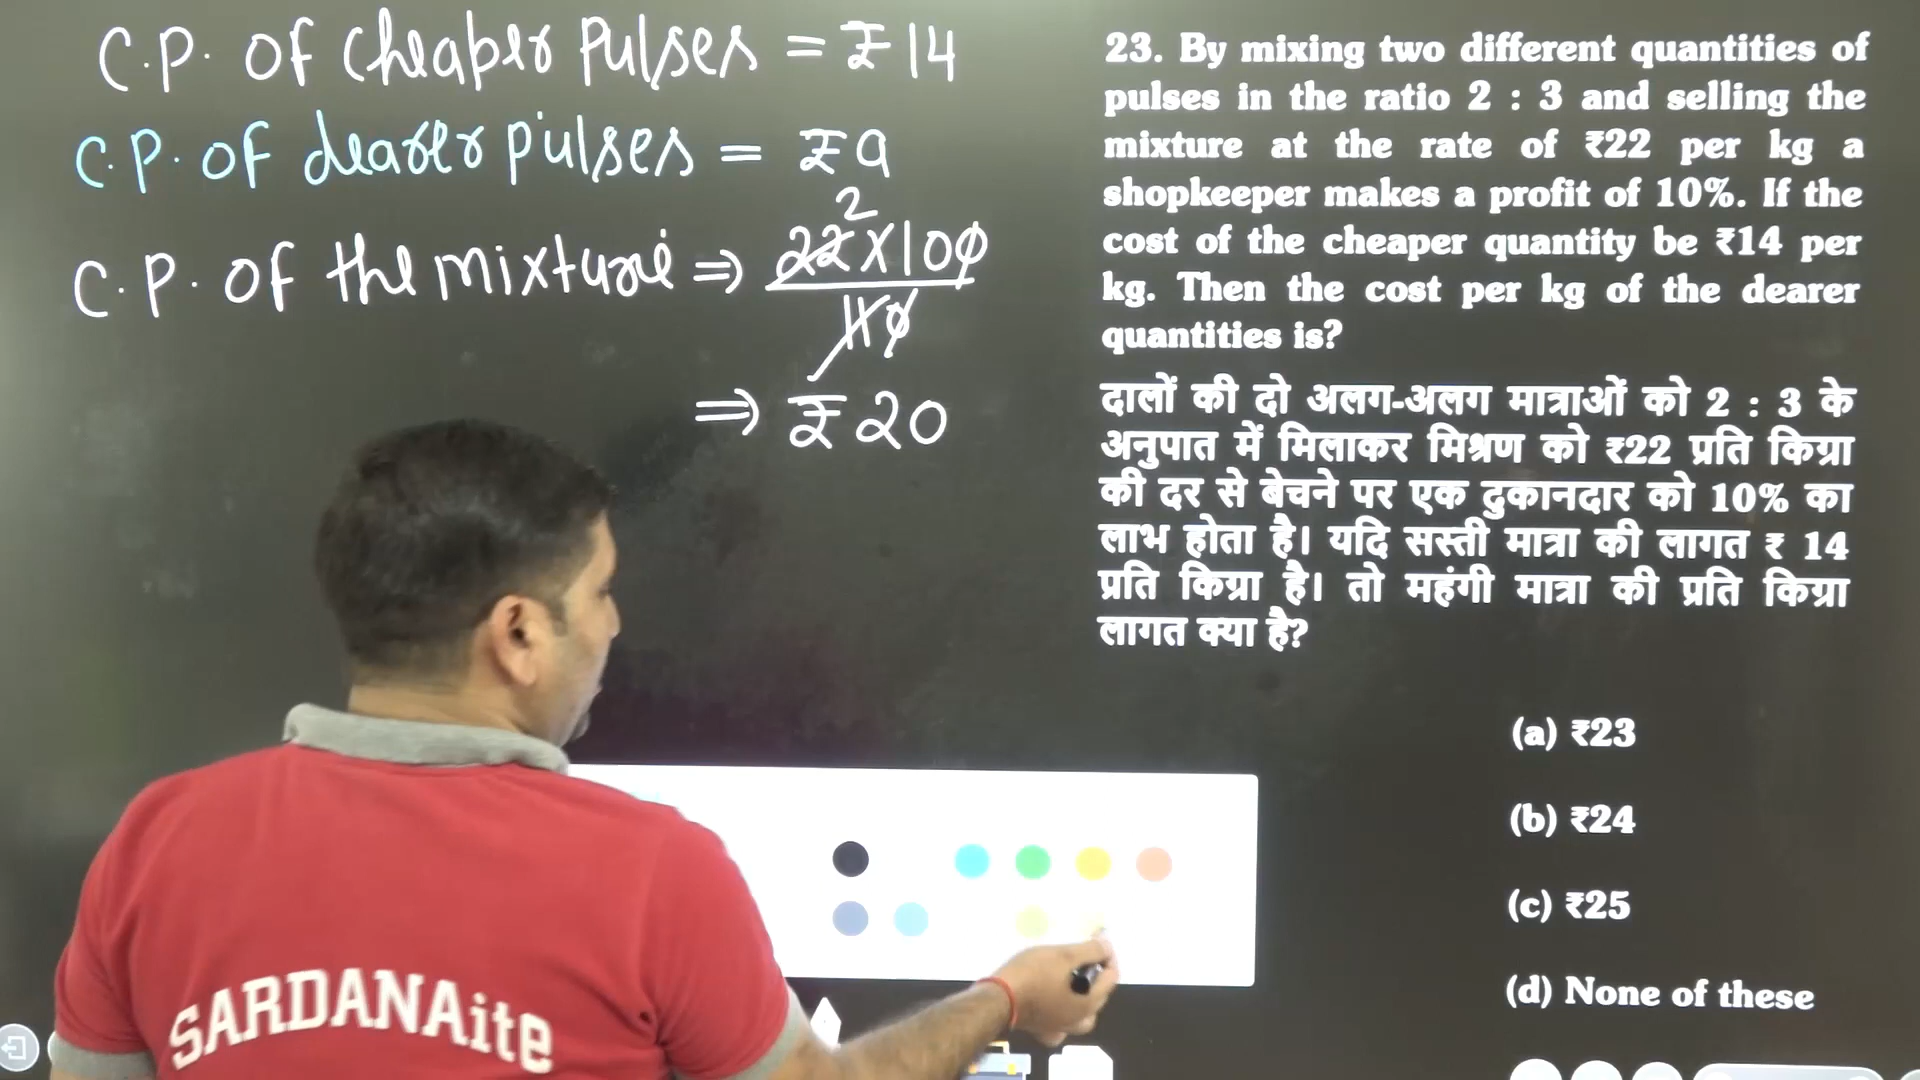 C.P. of cheaper pulses = ₹14
C.P. of dearer pulses = ₹a
C.P. of the mixture ⇒ 22×100
2
110
⇒ ₹20
23. By mixing two different quantities of
pulses in the ratio 2 : 3 and selling the
mixture at the rate of ₹22 per kg a
shopkeeper makes a profit of 10%. If the
cost of the cheaper quantity be ₹14 per
kg. Then the cost per kg of the dearer
quantities is?
दालों की दो अलग-अलग मात्राओं को 2 : 3 के
अनुपात में मिलाकर मिश्रण को ₹22 प्रति किग्रा
की दर से बेचने पर एक दुकानदार को 10% का
लाभ होता है। यदि सस्ती मात्रा की लागत ₹ 14
प्रति किग्रा है। तो महंगी मात्रा की प्रति किग्रा
लागत क्या है?
(a) ₹23
(b) ₹24
(c) ₹25
(d) None of these
SARDANAite